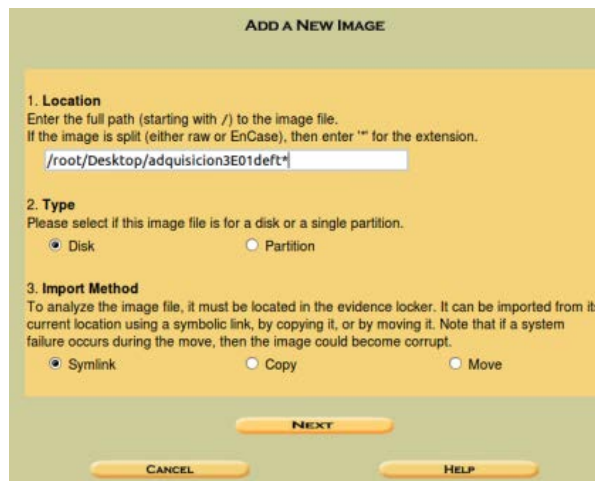 ADD A NEW IMAGE
1. Location
Enter the full path (starting with /) to the image file.
If the image is split (either raw or EnCase), then enter '*' for the extension.
/root/Desktop/adquisicion3E01deft*
2. Type
Please select if this image file is for a disk or a single partition.
Disk Partition
3. Import Method
To analyze the image file, it must be located in the evidence locker. It can be imported from its
current location using a symbolic link, by copying it, or by moving it. Note that if a system
failure occurs during the move, then the image could become corrupt.
Symlink Copy Move
NEXT
CANCEL HELP